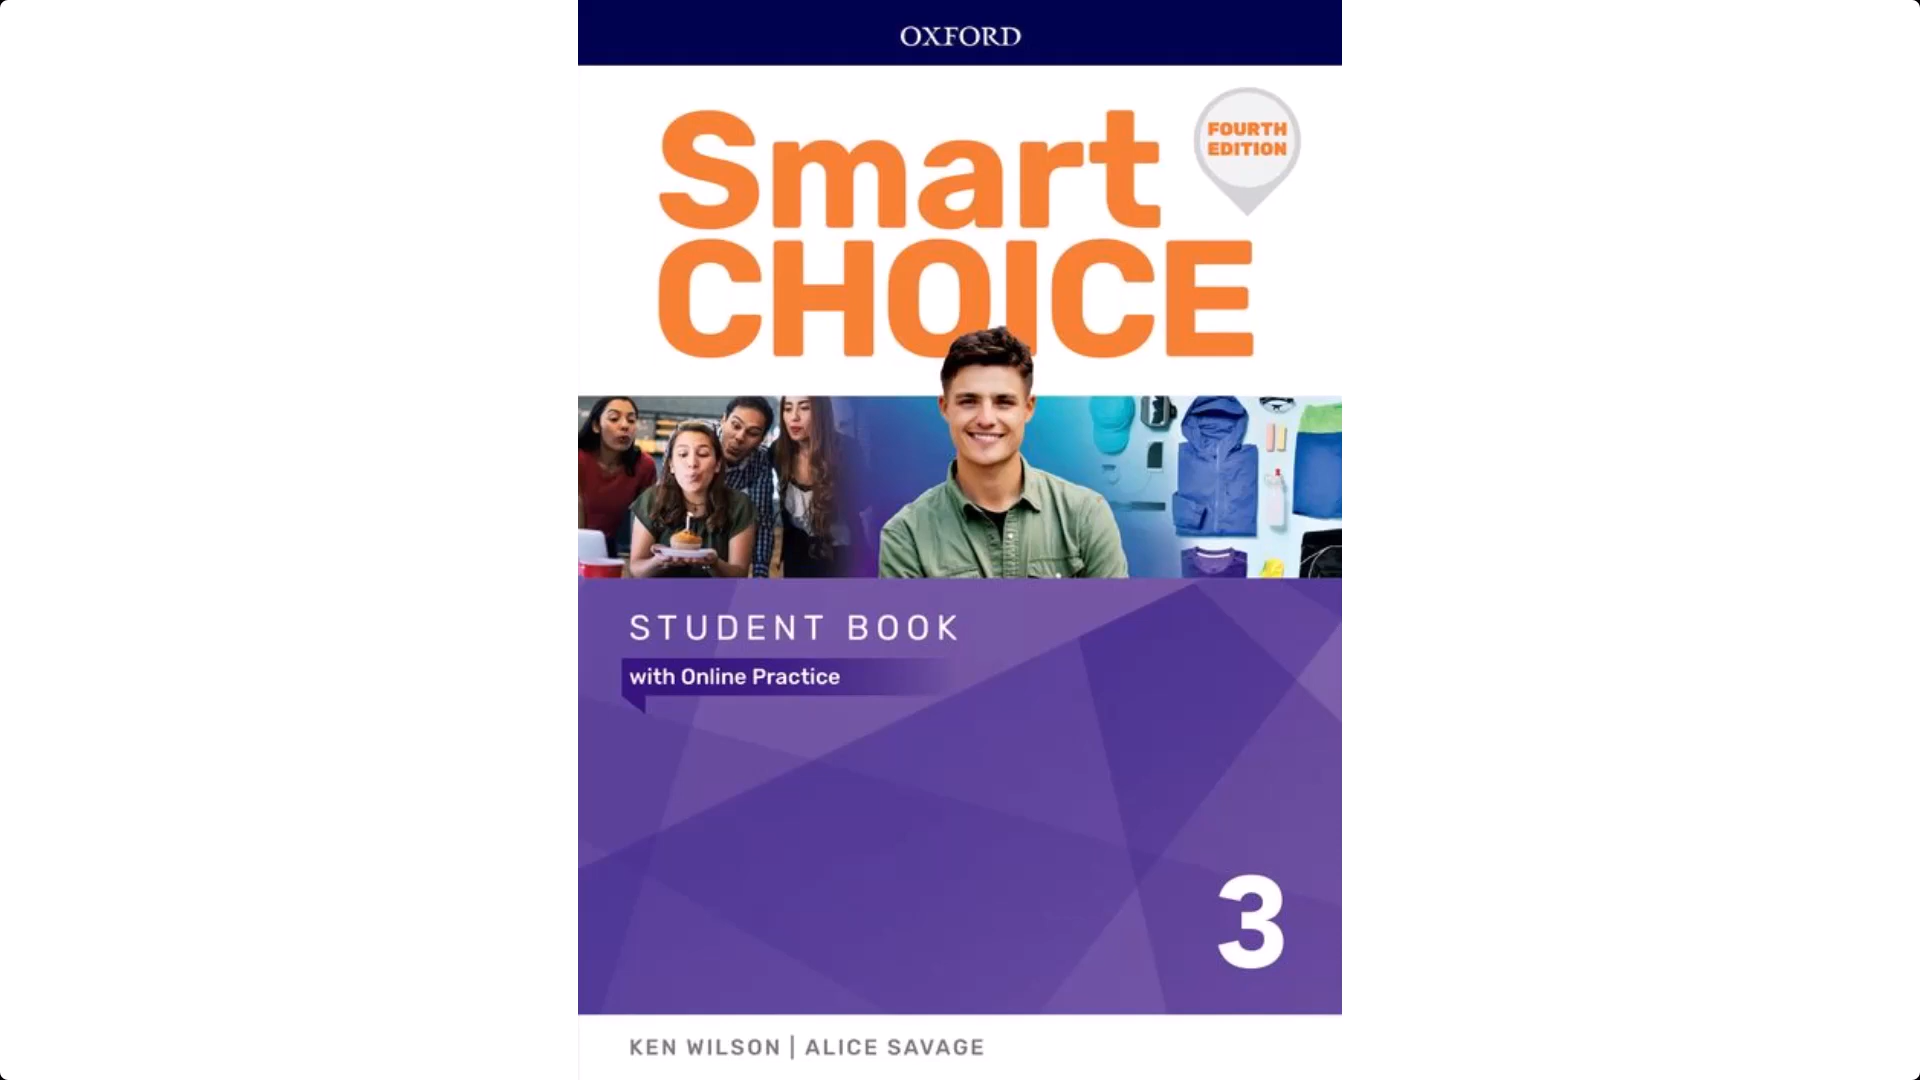 OXFORD
Smart
CHOICE
FOURTH
EDITION
STUDENT BOOK
with Online Practice
3
KEN WILSON | ALICE SAVAGE